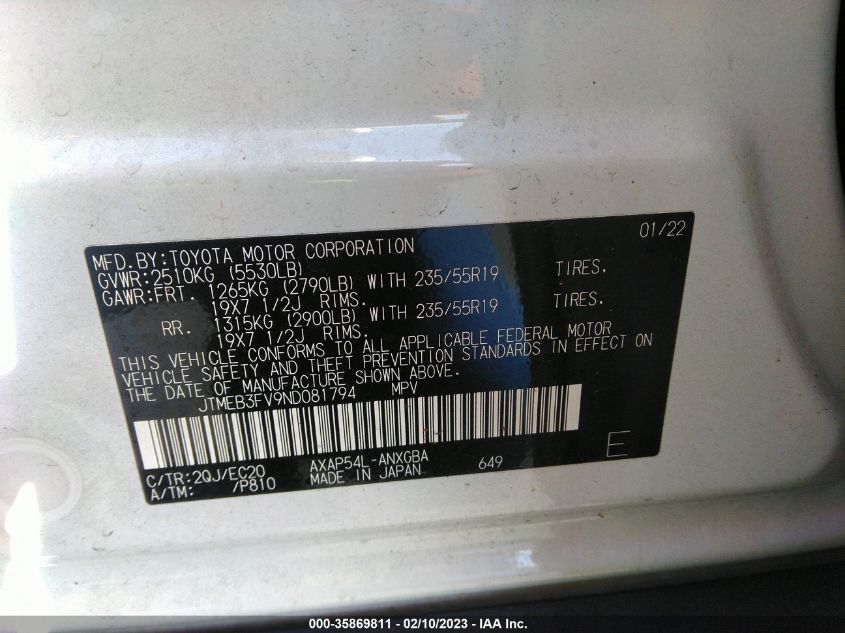 01/22
MFD.BY:TOYOTA MOTOR CORPORATION
GVWR:2510KG (5530LB)
GAWR:FRT. 1265KG (2790LB) WITH 235/55R19 TIRES.
19X7 1/2J RIMS.
RR. 1315KG (2900LB) WITH 235/55R19 TIRES.
19X7 1/2J RIMS.
THIS VEHICLE CONFORMS TO ALL APPLICABLE FEDERAL MOTOR
VEHICLE SAFETY AND THEFT PREVENTION STANDARDS IN EFFECT ON
THE DATE OF MANUFACTURE SHOWN ABOVE.
JTMEB3FV9ND081794 MPV
C/TR:2QJ/EC20 AXAP54L-ANXGBA 649 E
A/TM: /P810 MADE IN JAPAN
000-35869811 - 02/10/2023 - IAA Inc.